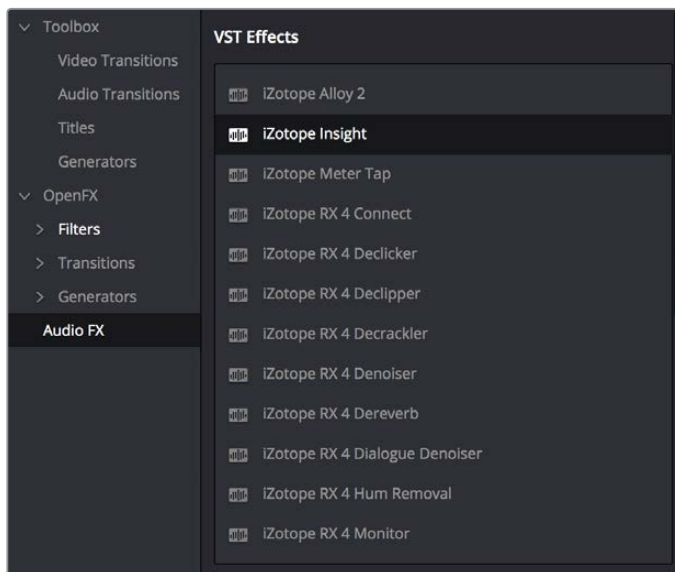 Toolbox
Video Transitions
Audio Transitions
Titles
Generators
OpenFX
Filters
Transitions
Generators
Audio FX
VST Effects
iZotope Alloy 2
iZotope Insight
iZotope Meter Tap
iZotope RX 4 Connect
iZotope RX 4 Declicker
iZotope RX 4 Declipper
iZotope RX 4 Decrackler
iZotope RX 4 Denoiser
iZotope RX 4 Dereverb
iZotope RX 4 Dialogue Denoiser
iZotope RX 4 Hum Removal
iZotope RX 4 Monitor